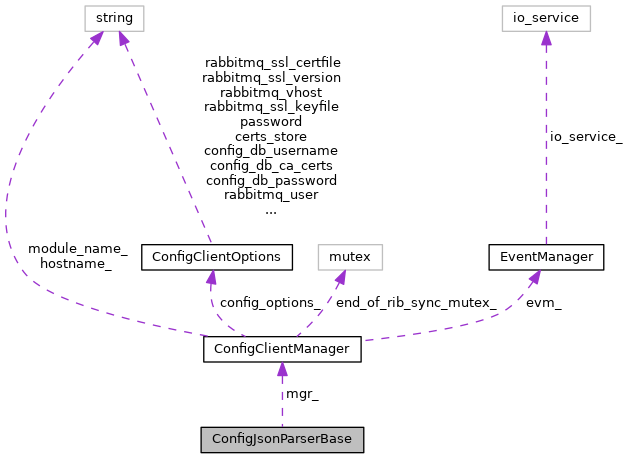 string
io_service
rabbitmq_ssl_certfile
rabbitmq_ssl_version
rabbitmq_vhost
rabbitmq_ssl_keyfile
password
certs_store
config_db_username
config_db_ca_certs
config_db_password
rabbitmq_user
...
io_service_
module_name_
hostname_
ConfigClientOptions
mutex
EventManager
config_options_
end_of_rib_sync_mutex_
evm_
ConfigClientManager
mgr_
ConfigJsonParserBase